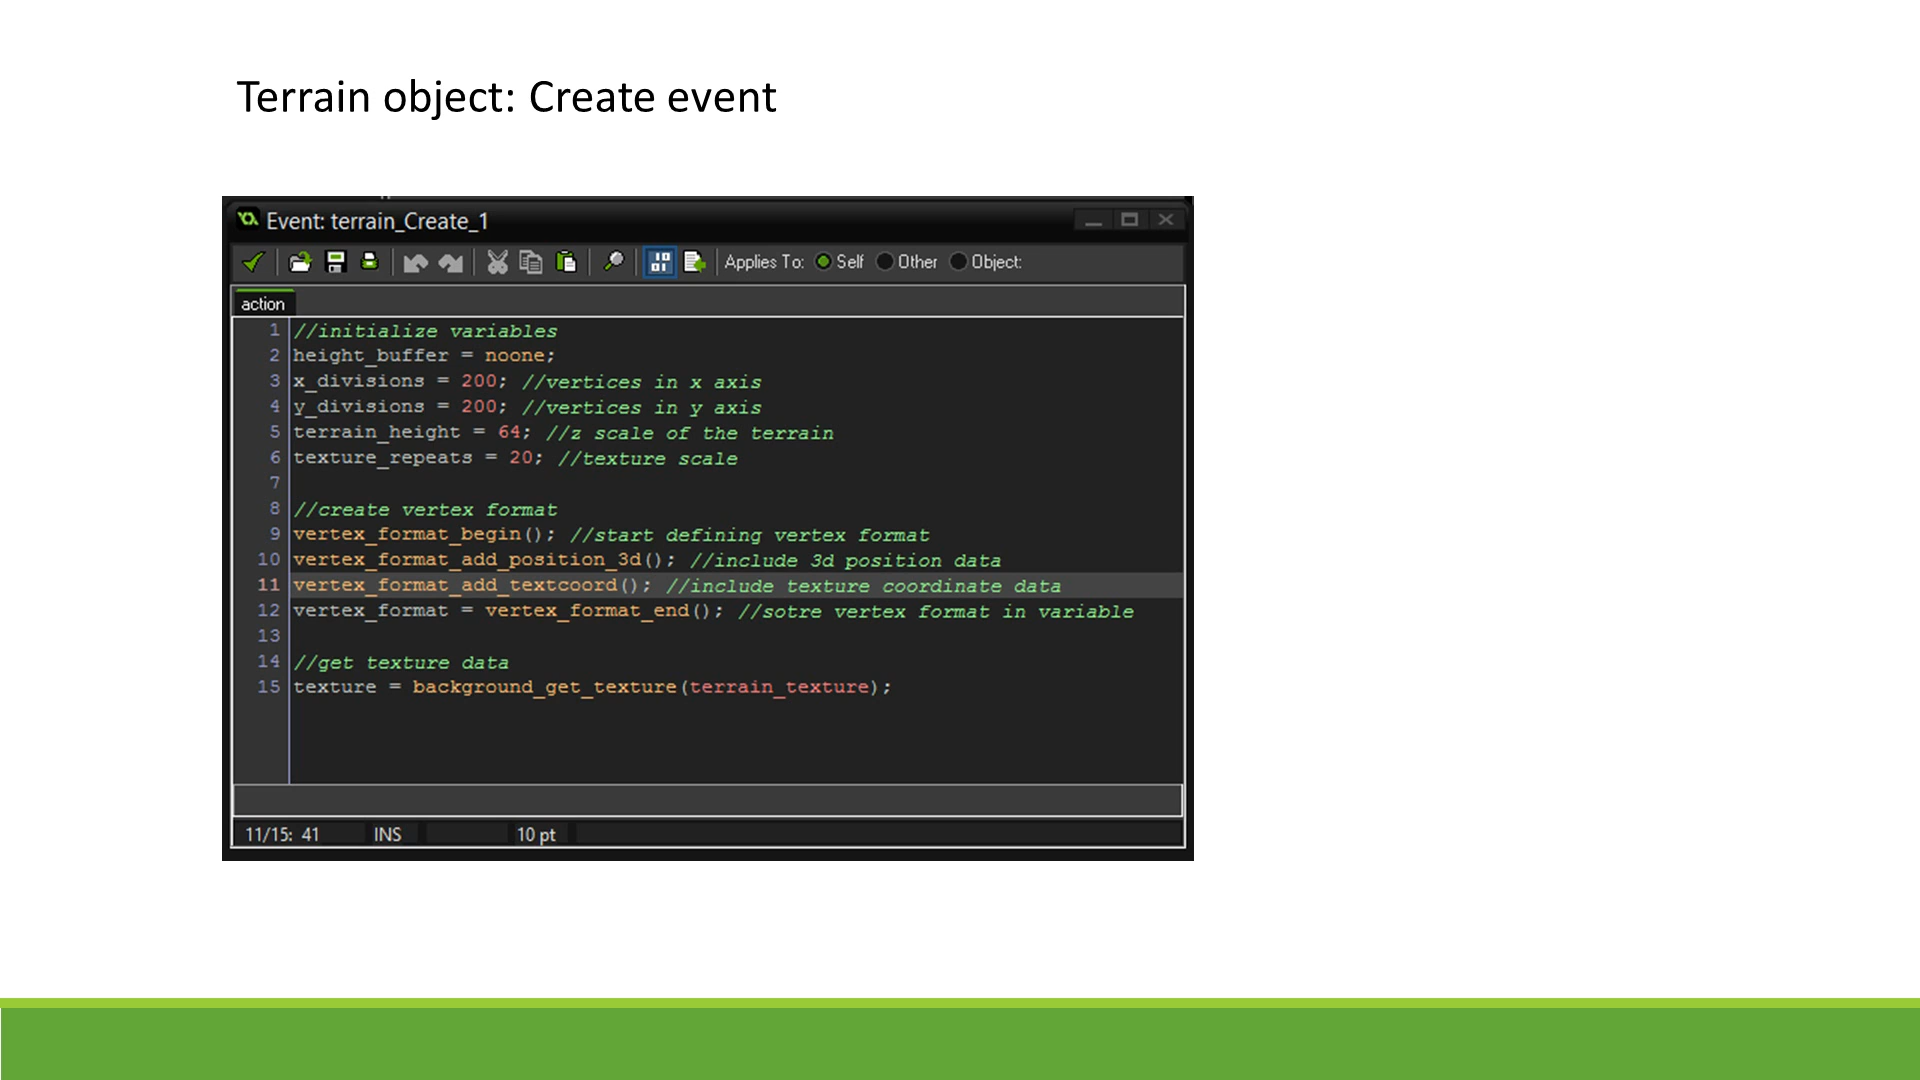 Terrain object: Create event
Event: terrain_Create_1
Applies To: Self Other Object:
action
1 //initialize variables
2 height_buffer = noone;
3 x_divisions = 200; //vertices in x axis
4 y_divisions = 200; //vertices in y axis
5 terrain_height = 64; //z scale of the terrain
6 texture_repeats = 20; //texture scale
7
8 //create vertex format
9 vertex_format_begin(); //start defining vertex format
10 vertex_format_add_position_3d(); //include 3d position data
11 vertex_format_add_textcoord(); //include texture coordinate data
12 vertex_format = vertex_format_end(); //sotre vertex format in variable
13
14 //get texture data
15 texture = background_get_texture(terrain_texture);
11/15: 41 INS 10 pt